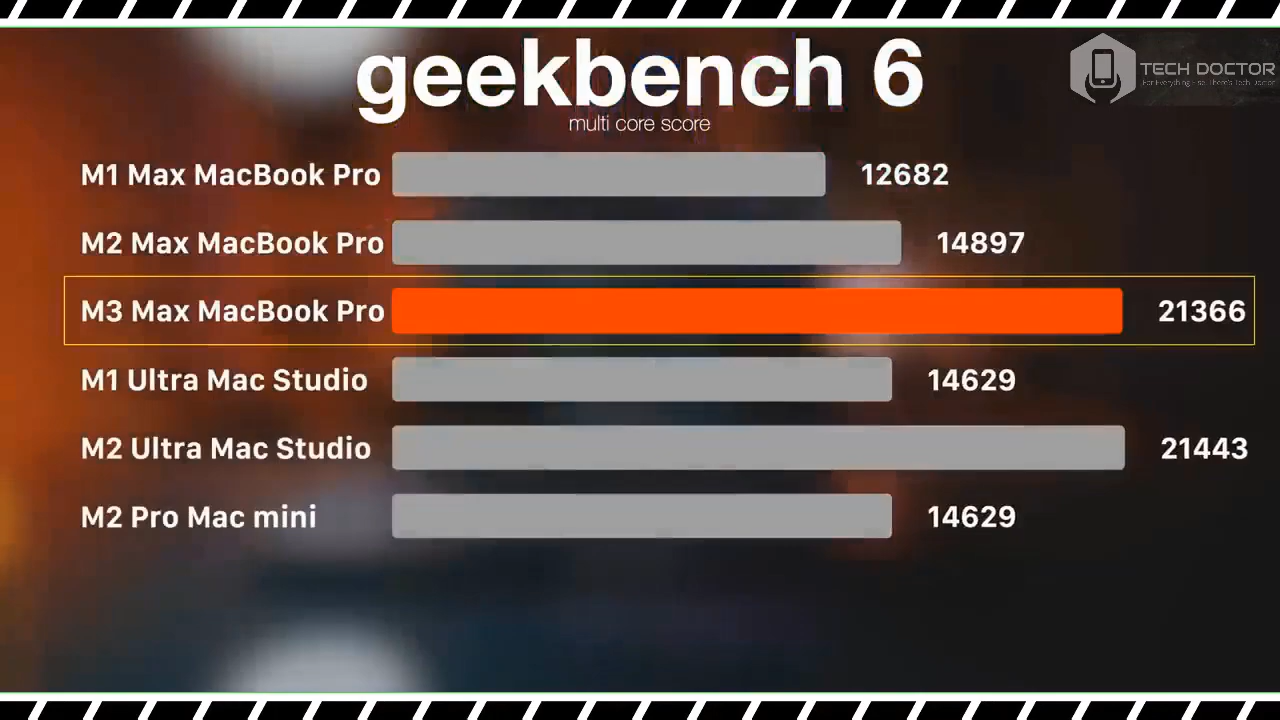 geekbench 6
multi core score
TECH DOCTOR
M1 Max MacBook Pro 12682
M2 Max MacBook Pro 14897
M3 Max MacBook Pro 21366
M1 Ultra Mac Studio 14629
M2 Ultra Mac Studio 21443
M2 Pro Mac mini 14629